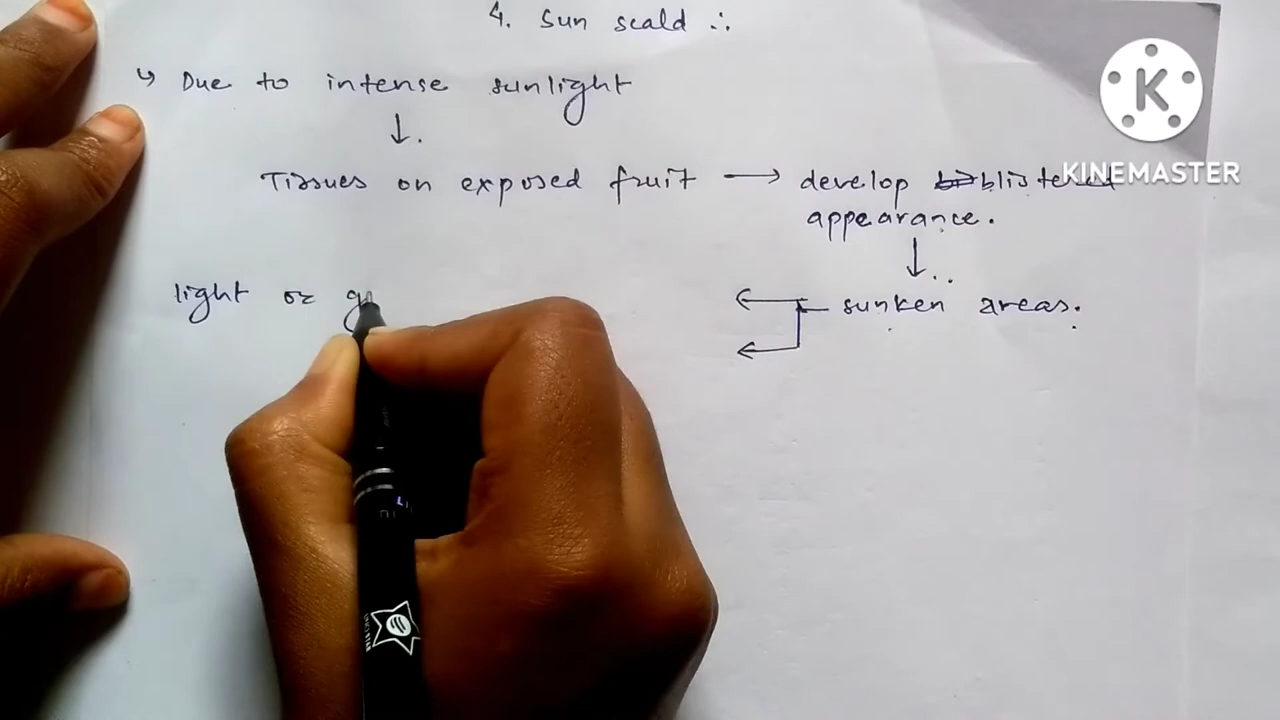 4. Sun scald ∴
↳ Due to intense sunlight
↓.
Tissues on exposed fruit → develop blistered
appearance.
↓..
light or g
← sunken areas.
←
K
KINEMASTER